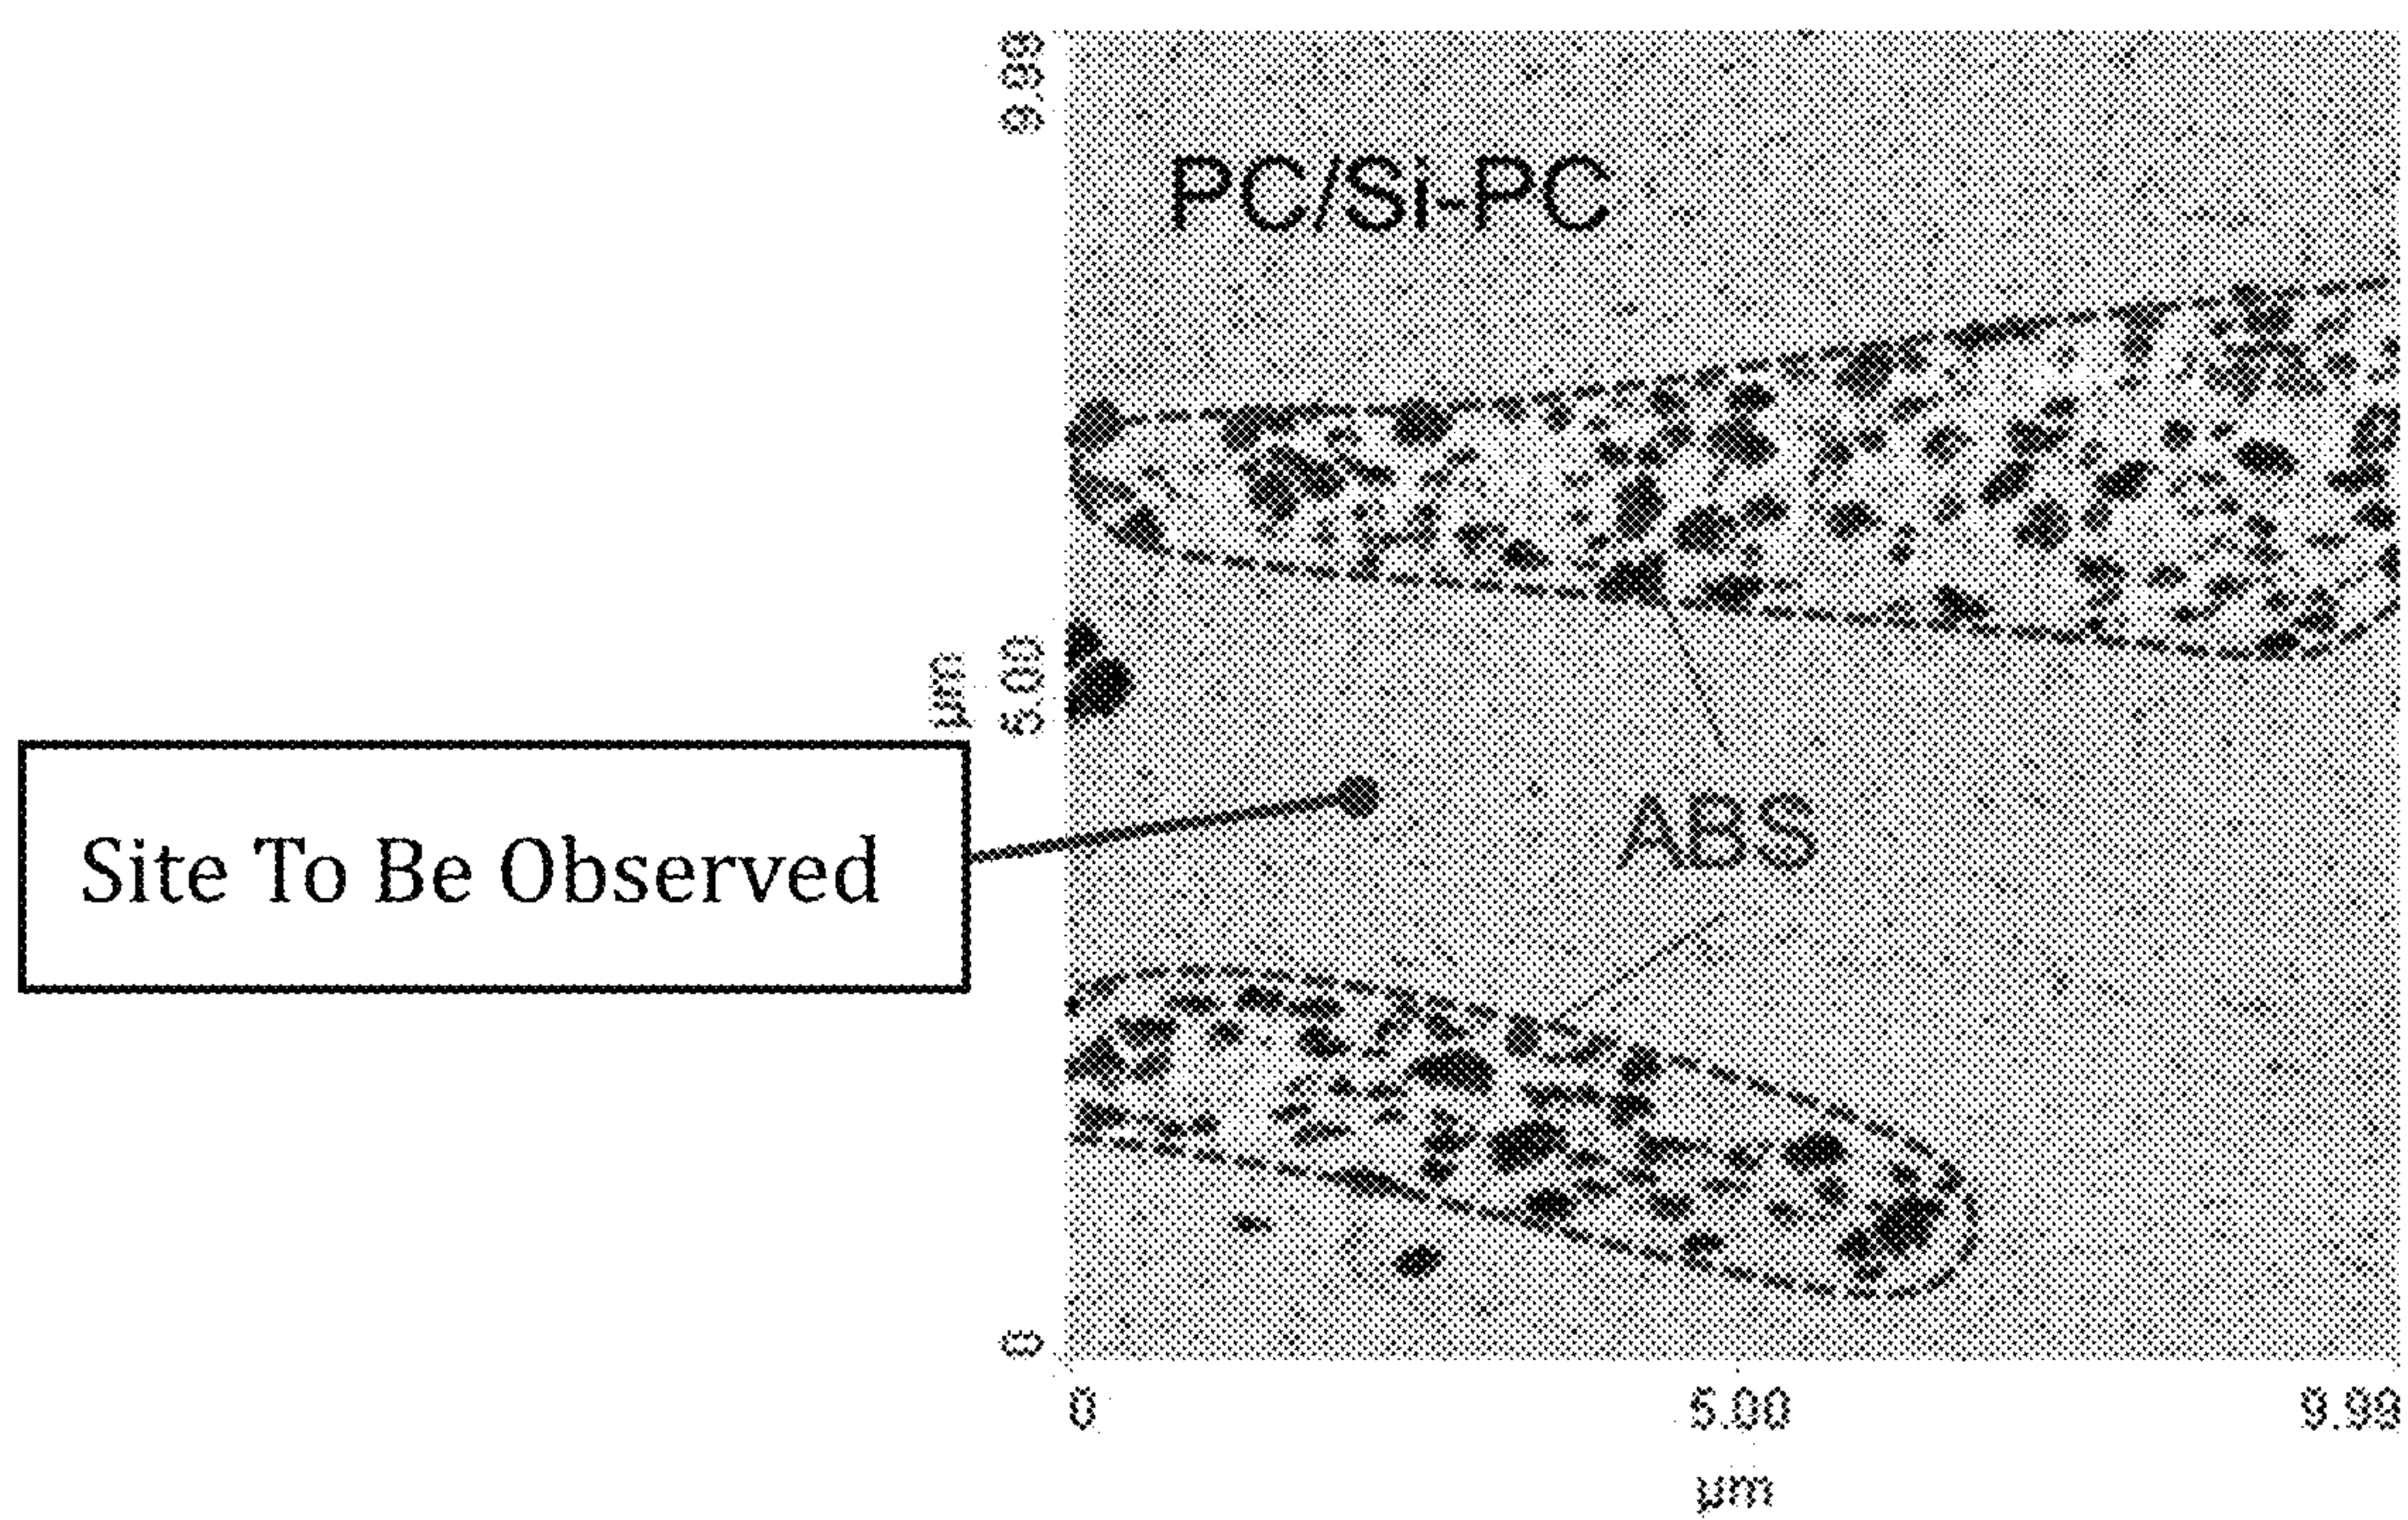 9.99
PC/Si-PC
µm
5.00
Site To Be Observed
ABS
0
0
5.00
9.99
µm